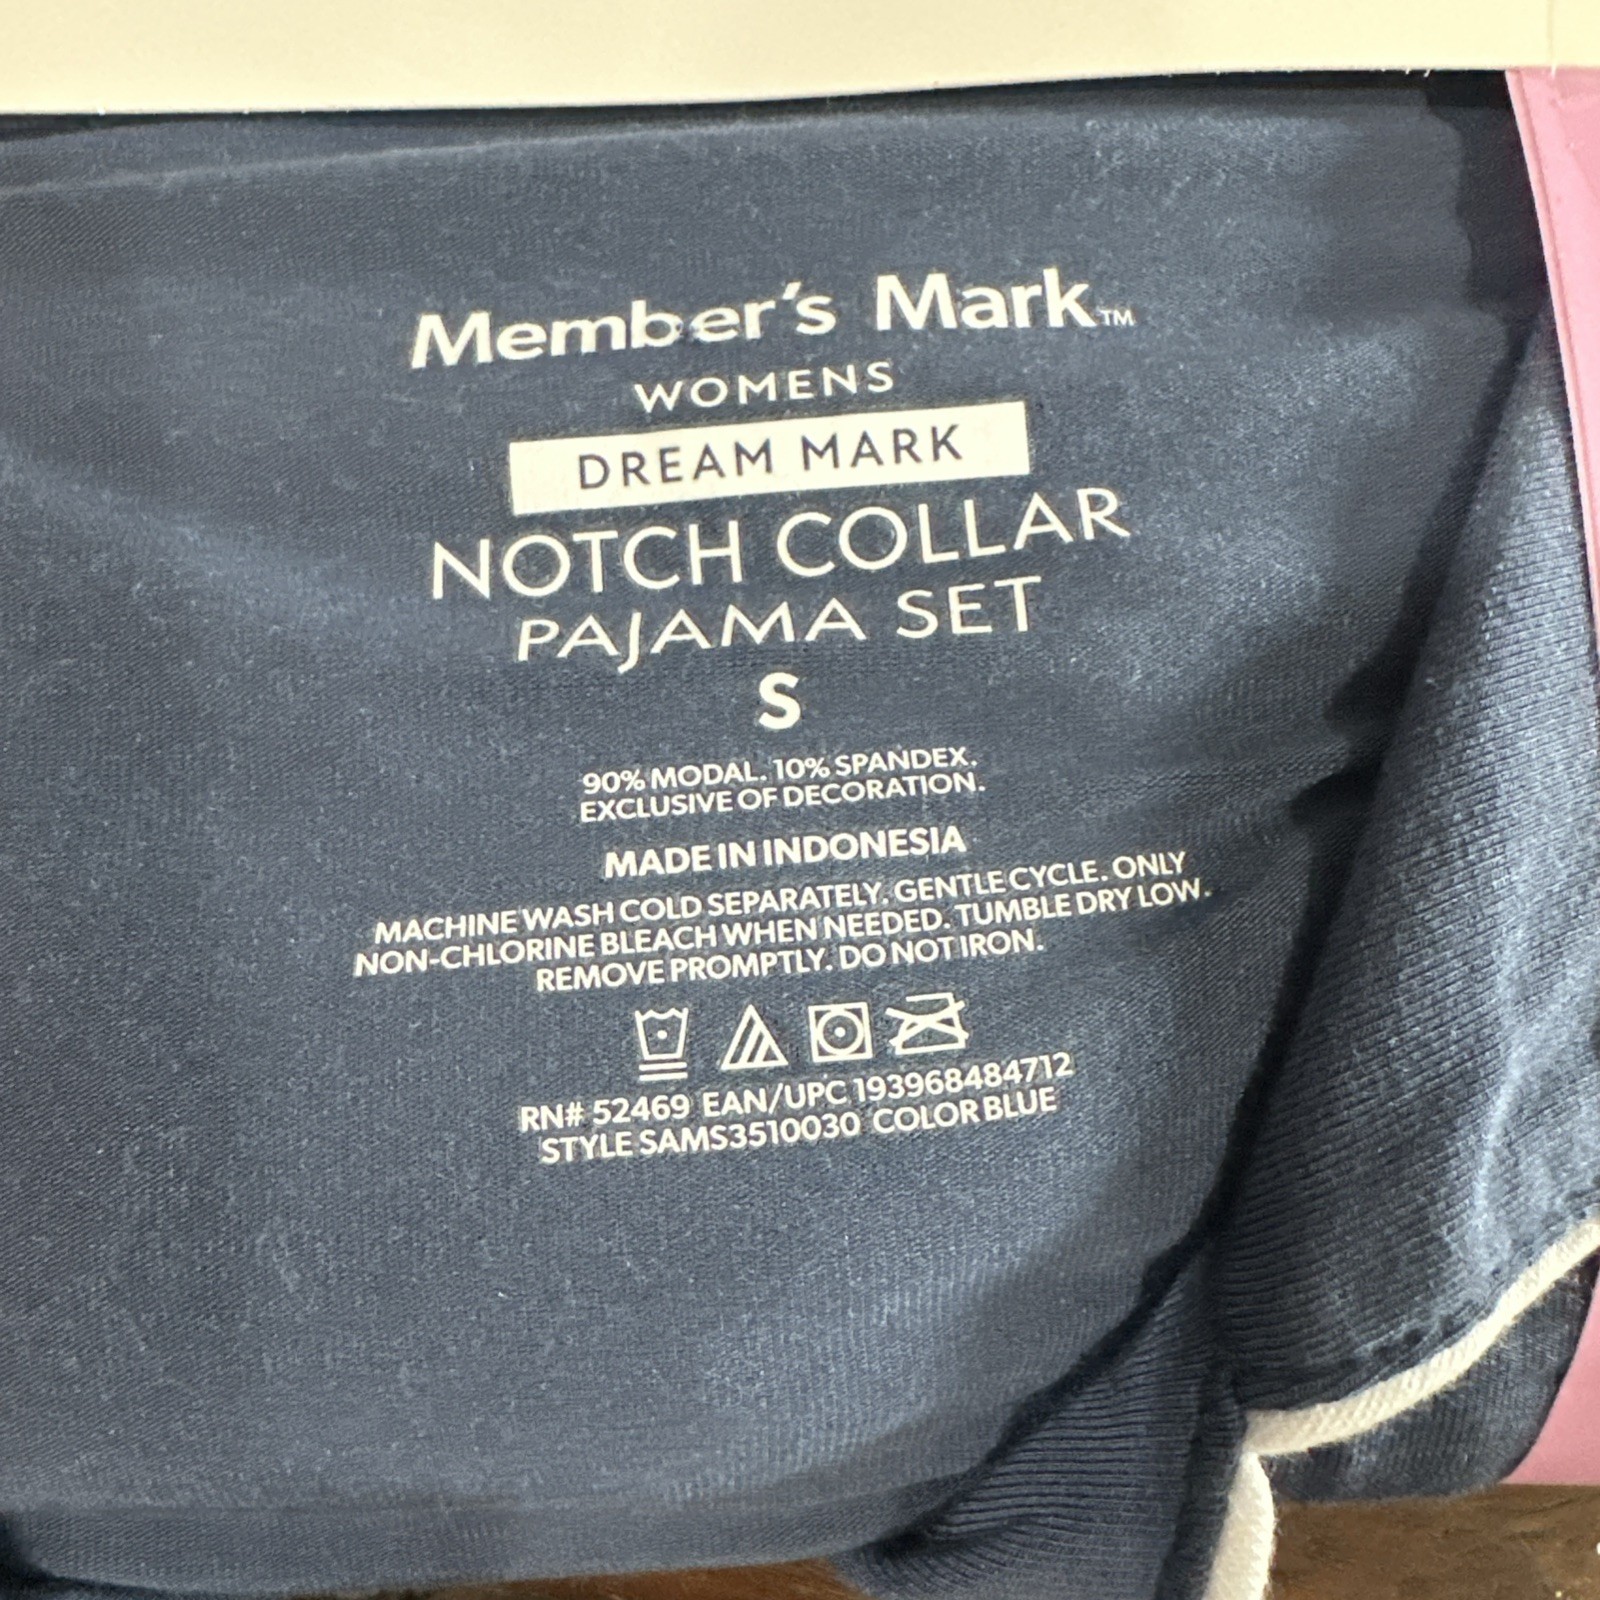 Member's Mark™
WOMENS
DREAM MARK
NOTCH COLLAR
PAJAMA SET
S
90% MODAL. 10% SPANDEX.
EXCLUSIVE OF DECORATION.
MADE IN INDONESIA
MACHINE WASH COLD SEPARATELY. GENTLE CYCLE. ONLY
NON-CHLORINE BLEACH WHEN NEEDED. TUMBLE DRY LOW.
REMOVE PROMPTLY. DO NOT IRON.
RN# 52469 EAN/UPC 193968484712
STYLE SAMS3510030 COLOR BLUE